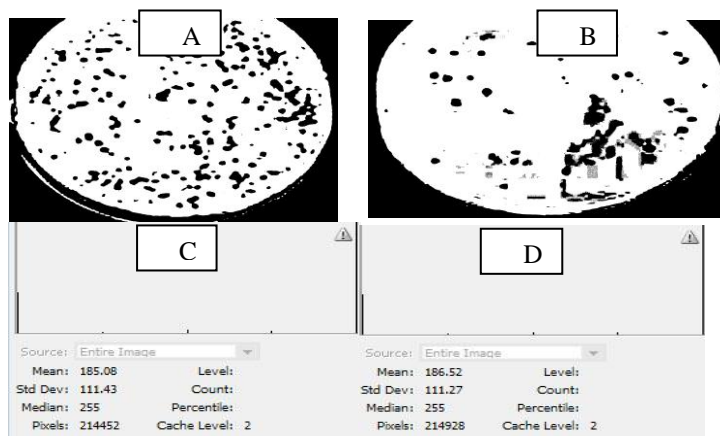 A
B
C
D
Source: Entire Image
Mean: 185.08 Level:
Std Dev: 111.43 Count:
Median: 255 Percentile:
Pixels: 214452 Cache Level: 2
Source: Entire Image
Mean: 186.52 Level:
Std Dev: 111.27 Count:
Median: 255 Percentile:
Pixels: 214928 Cache Level: 2